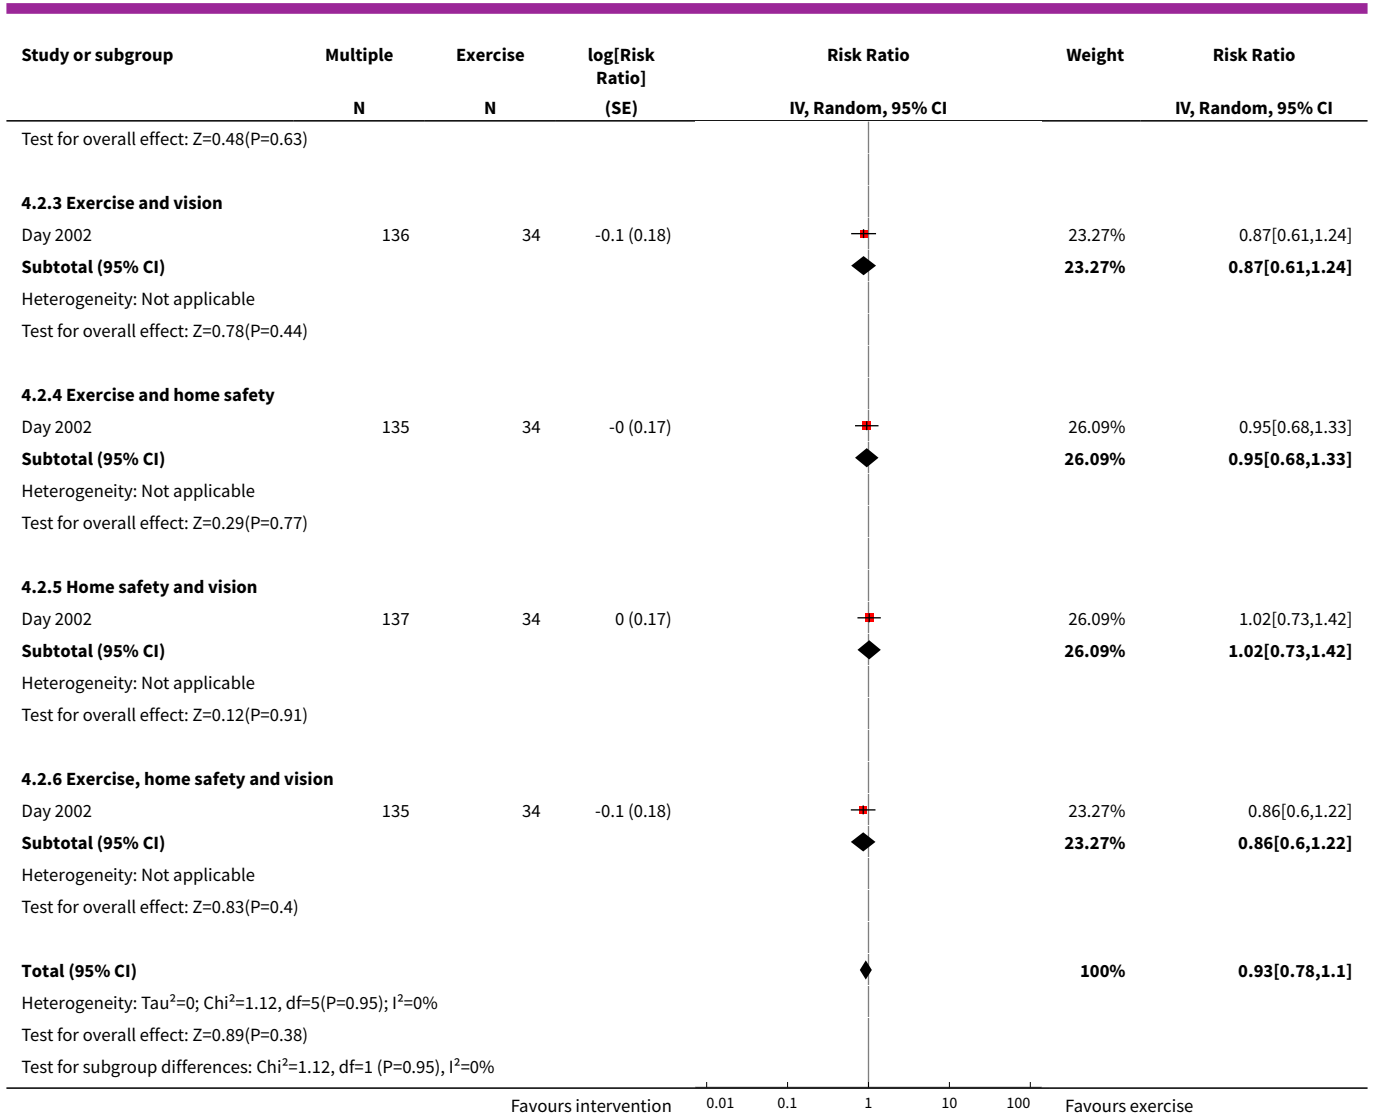 Study or subgroup Multiple Exercise log[Risk Ratio] Risk Ratio Weight Risk Ratio
N N (SE) IV, Random, 95% CI IV, Random, 95% CI
Test for overall effect: Z=0.48(P=0.63)
4.2.3 Exercise and vision
Day 2002 136 34 -0.1 (0.18) 23.27% 0.87[0.61,1.24]
Subtotal (95% CI) 23.27% 0.87[0.61,1.24]
Heterogeneity: Not applicable
Test for overall effect: Z=0.78(P=0.44)
4.2.4 Exercise and home safety
Day 2002 135 34 -0 (0.17) 26.09% 0.95[0.68,1.33]
Subtotal (95% CI) 26.09% 0.95[0.68,1.33]
Heterogeneity: Not applicable
Test for overall effect: Z=0.29(P=0.77)
4.2.5 Home safety and vision
Day 2002 137 34 0 (0.17) 26.09% 1.02[0.73,1.42]
Subtotal (95% CI) 26.09% 1.02[0.73,1.42]
Heterogeneity: Not applicable
Test for overall effect: Z=0.12(P=0.91)
4.2.6 Exercise, home safety and vision
Day 2002 135 34 -0.1 (0.18) 23.27% 0.86[0.6,1.22]
Subtotal (95% CI) 23.27% 0.86[0.6,1.22]
Heterogeneity: Not applicable
Test for overall effect: Z=0.83(P=0.4)
Total (95% CI) 100% 0.93[0.78,1.1]
Heterogeneity: Tau²=0; Chi²=1.12, df=5(P=0.95); I²=0%
Test for overall effect: Z=0.89(P=0.38)
Test for subgroup differences: Chi²=1.12, df=1 (P=0.95), I²=0%
Favours intervention 0.01 0.1 1 10 100 Favours exercise